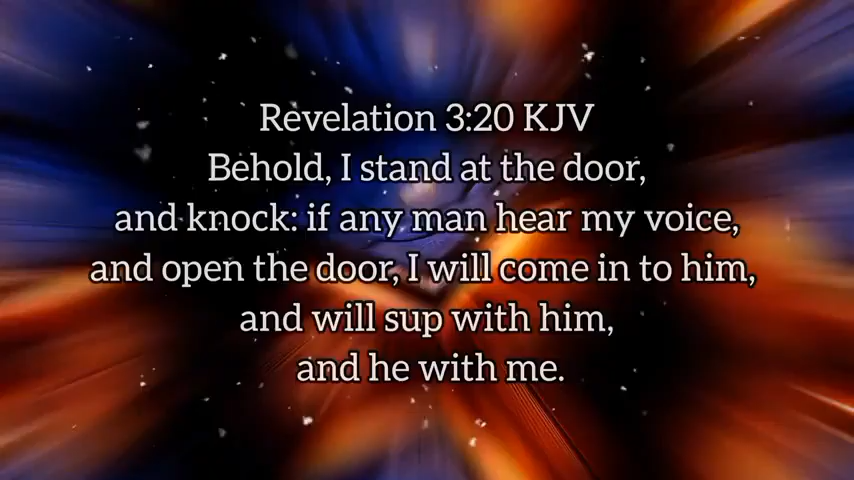 Revelation 3:20 KJV
Behold, I stand at the door,
and knock: if any man hear my voice,
and open the door, I will come in to him,
and will sup with him,
and he with me.